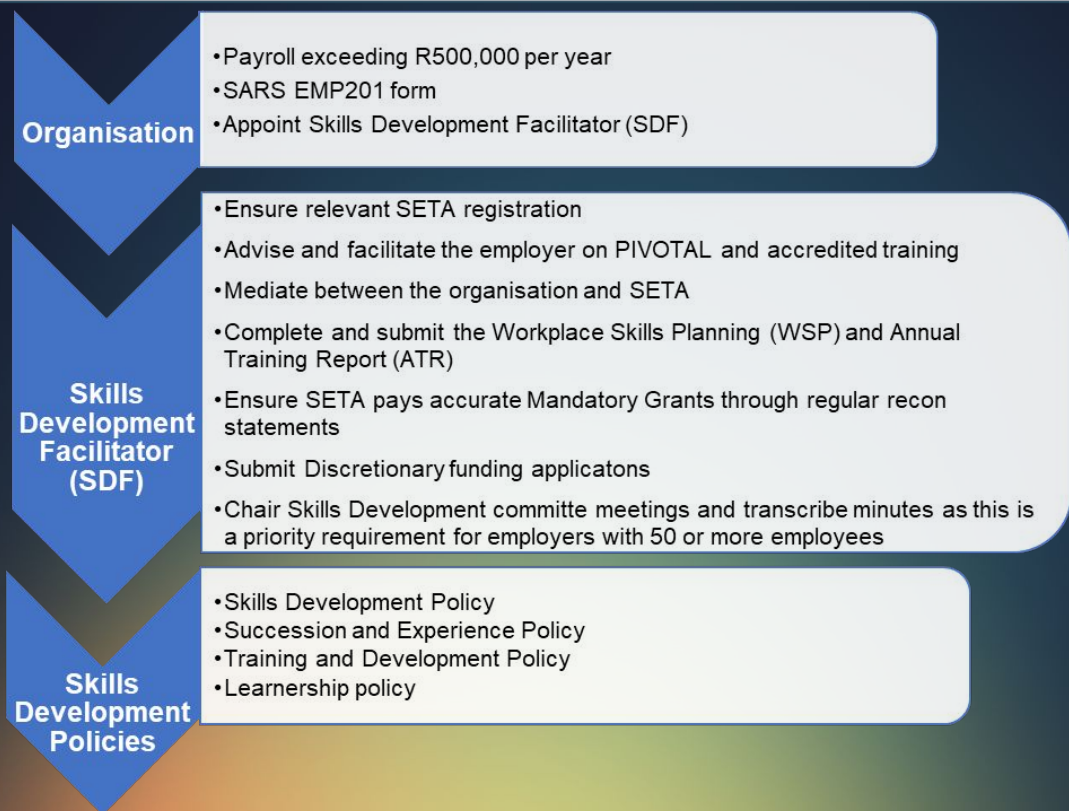 Organisation
•Payroll exceeding R500,000 per year
•SARS EMP201 form
•Appoint Skills Development Facilitator (SDF)
Skills
Development
Facilitator
(SDF)
•Ensure relevant SETA registration
•Advise and facilitate the employer on PIVOTAL and accredited training
•Mediate between the organisation and SETA
•Complete and submit the Workplace Skills Planning (WSP) and Annual
Training Report (ATR)
•Ensure SETA pays accurate Mandatory Grants through regular recon
statements
•Submit Discretionary funding applicatons
•Chair Skills Development committe meetings and transcribe minutes as this is
a priority requirement for employers with 50 or more employees
Skills
Development
Policies
•Skills Development Policy
•Succession and Experience Policy
•Training and Development Policy
•Learnership policy